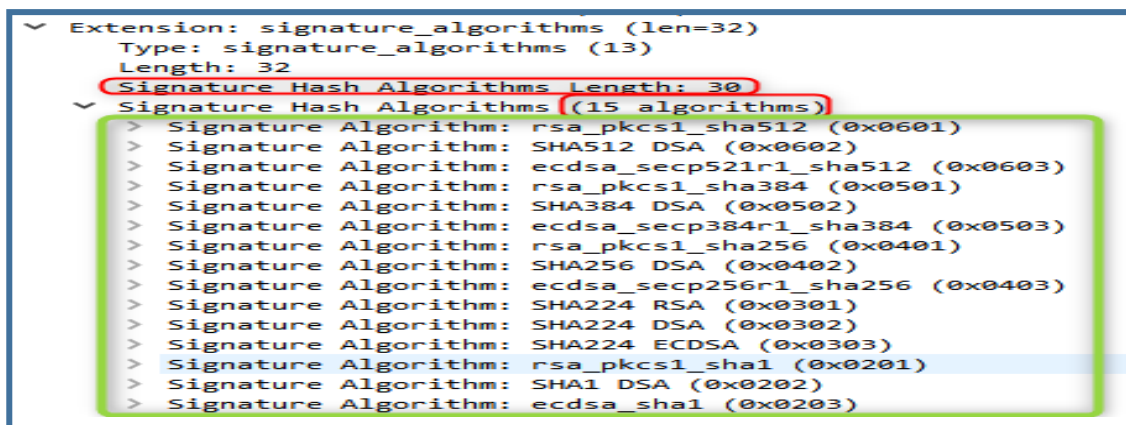 Extension: signature_algorithms (len=32)
Type: signature_algorithms (13)
Length: 32
Signature Hash Algorithms Length: 30
Signature Hash Algorithms (15 algorithms)
Signature Algorithm: rsa_pkcs1_sha512 (0x0601)
Signature Algorithm: SHA512 DSA (0x0602)
Signature Algorithm: ecdsa_secp521r1_sha512 (0x0603)
Signature Algorithm: rsa_pkcs1_sha384 (0x0501)
Signature Algorithm: SHA384 DSA (0x0502)
Signature Algorithm: ecdsa_secp384r1_sha384 (0x0503)
Signature Algorithm: rsa_pkcs1_sha256 (0x0401)
Signature Algorithm: SHA256 DSA (0x0402)
Signature Algorithm: ecdsa_secp256r1_sha256 (0x0403)
Signature Algorithm: SHA224 RSA (0x0301)
Signature Algorithm: SHA224 DSA (0x0302)
Signature Algorithm: SHA224 ECDSA (0x0303)
Signature Algorithm: rsa_pkcs1_sha1 (0x0201)
Signature Algorithm: SHA1 DSA (0x0202)
Signature Algorithm: ecdsa_sha1 (0x0203)